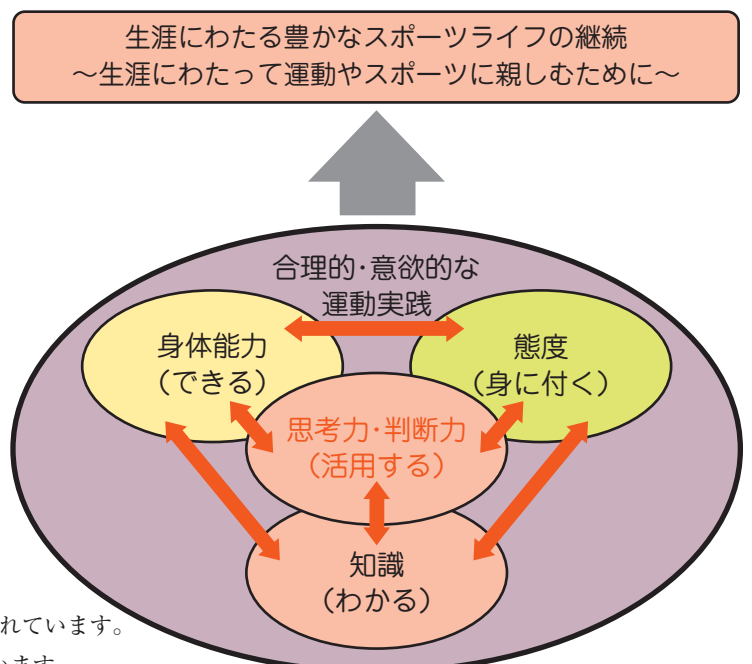 生涯にわたる豊かなスポーツライフの継続
～生涯にわたって運動やスポーツに親しむために～
合理的･意欲的な
運動実践
身体能力
（できる）
態度
（身に付く）
思考力･判断力
（活用する）
知識
（わかる）
れています。
います